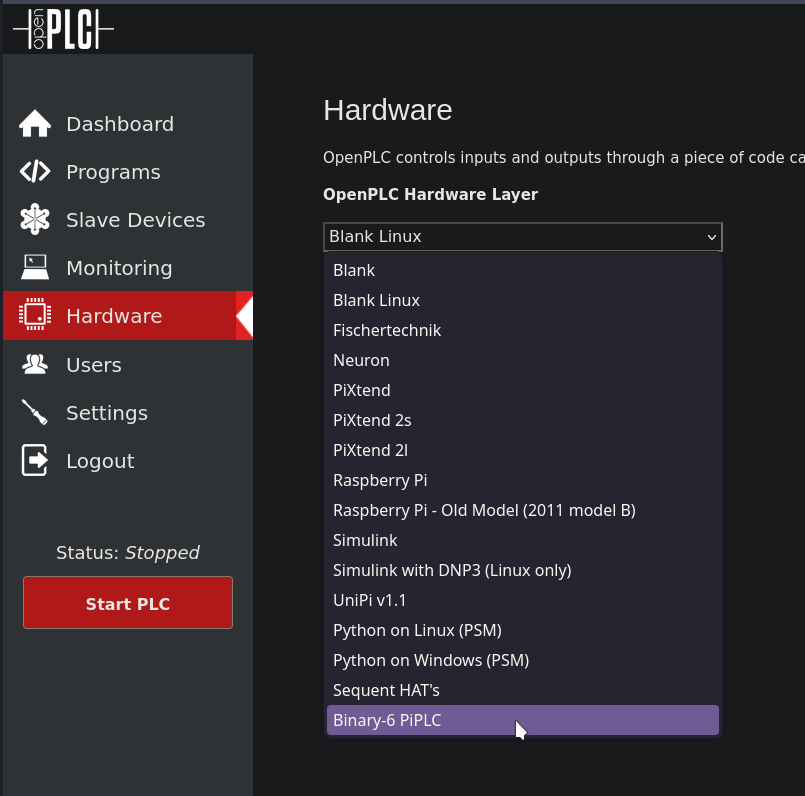 open PLC
Dashboard
Programs
Slave Devices
Monitoring
Hardware
Users
Settings
Logout
Status: Stopped
Start PLC
Hardware
OpenPLC controls inputs and outputs through a piece of code ca
OpenPLC Hardware Layer
Blank Linux
Blank
Blank Linux
Fischertechnik
Neuron
PiXtend
PiXtend 2s
PiXtend 2l
Raspberry Pi
Raspberry Pi - Old Model (2011 model B)
Simulink
Simulink with DNP3 (Linux only)
UniPi v1.1
Python on Linux (PSM)
Python on Windows (PSM)
Sequent HAT's
Binary-6 PiPLC